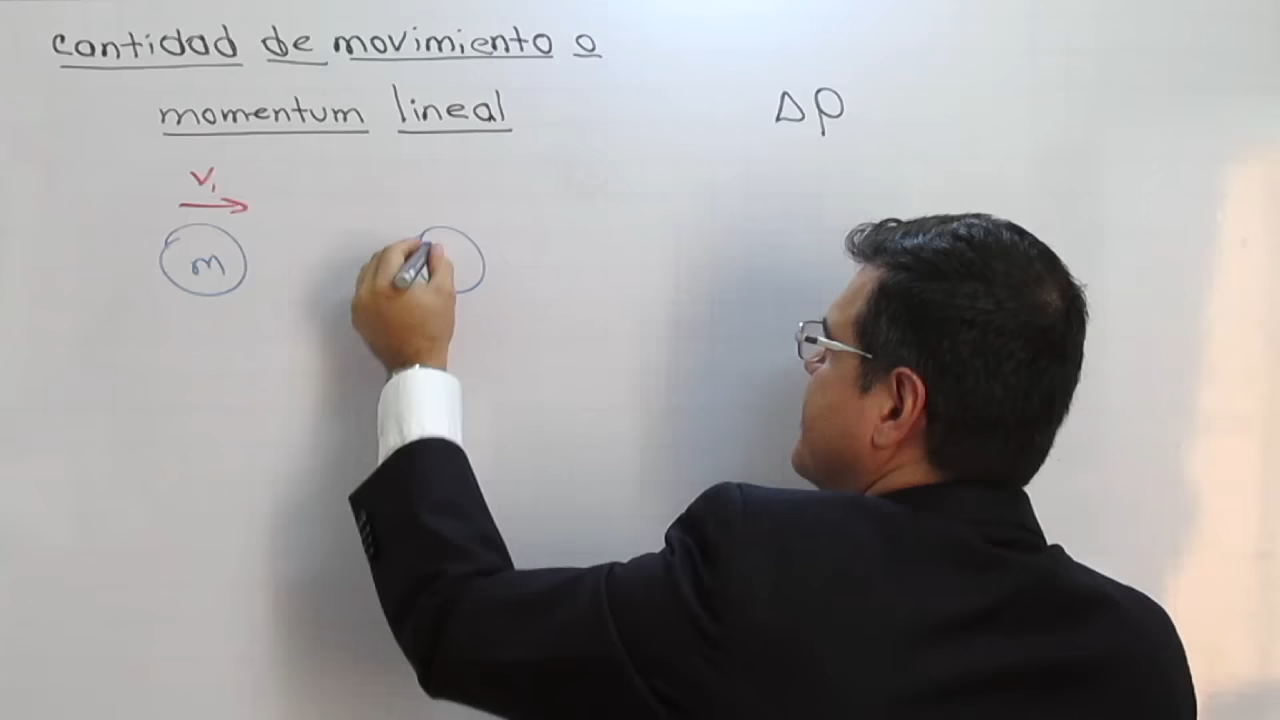 cantidad de movimiento o
momentum lineal
Δp
v₁
m